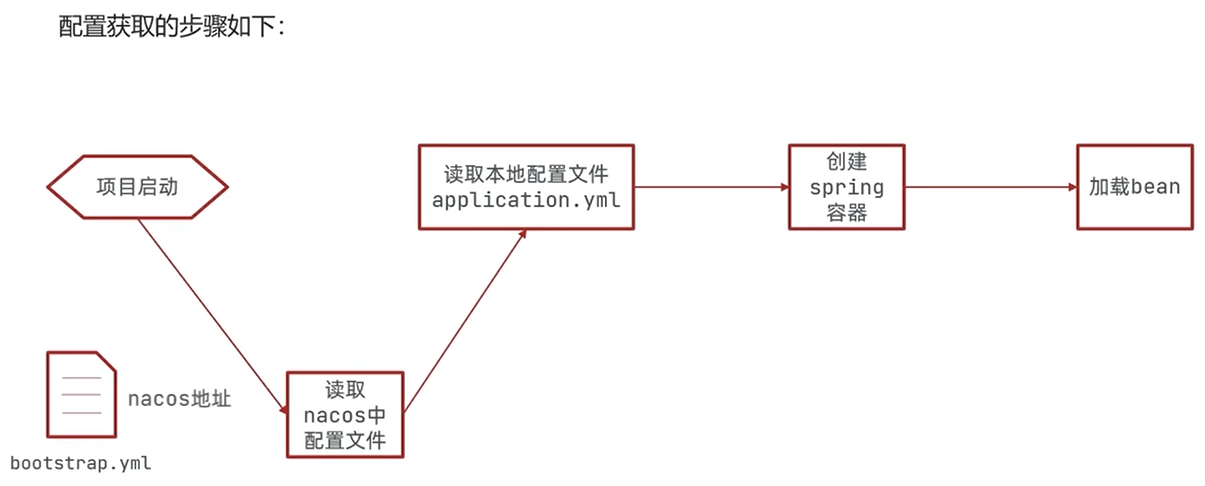 配置获取的步骤如下：
项目启动
读取本地配置文件
application.yml
创建
spring
容器
加载bean
nacos地址
bootstrap.yml
读取
nacos中
配置文件